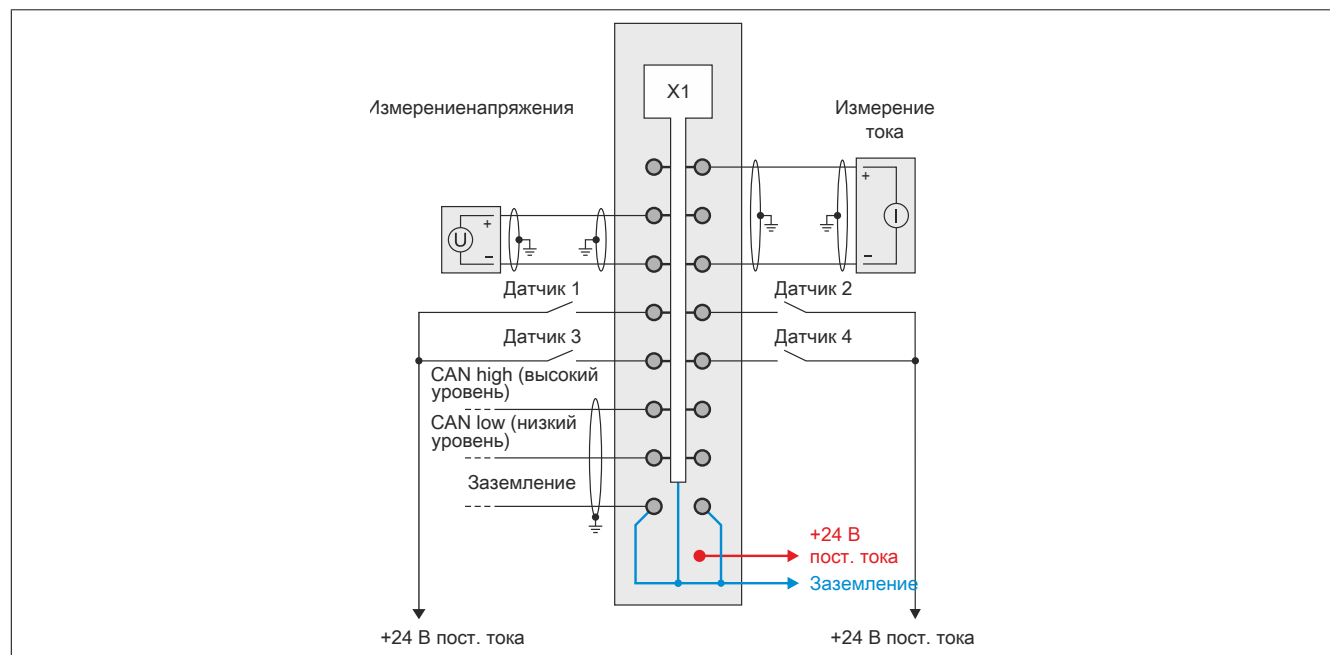 X1
Измерениенапряжения
Измерение
тока
+
I
–
+
U
–
Датчик 1
Датчик 2
Датчик 3
Датчик 4
CAN high (высокий
уровень)
CAN low (низкий
уровень)
Заземление
+24 В
пост. тока
Заземление
+24 В пост. тока
+24 В пост. тока